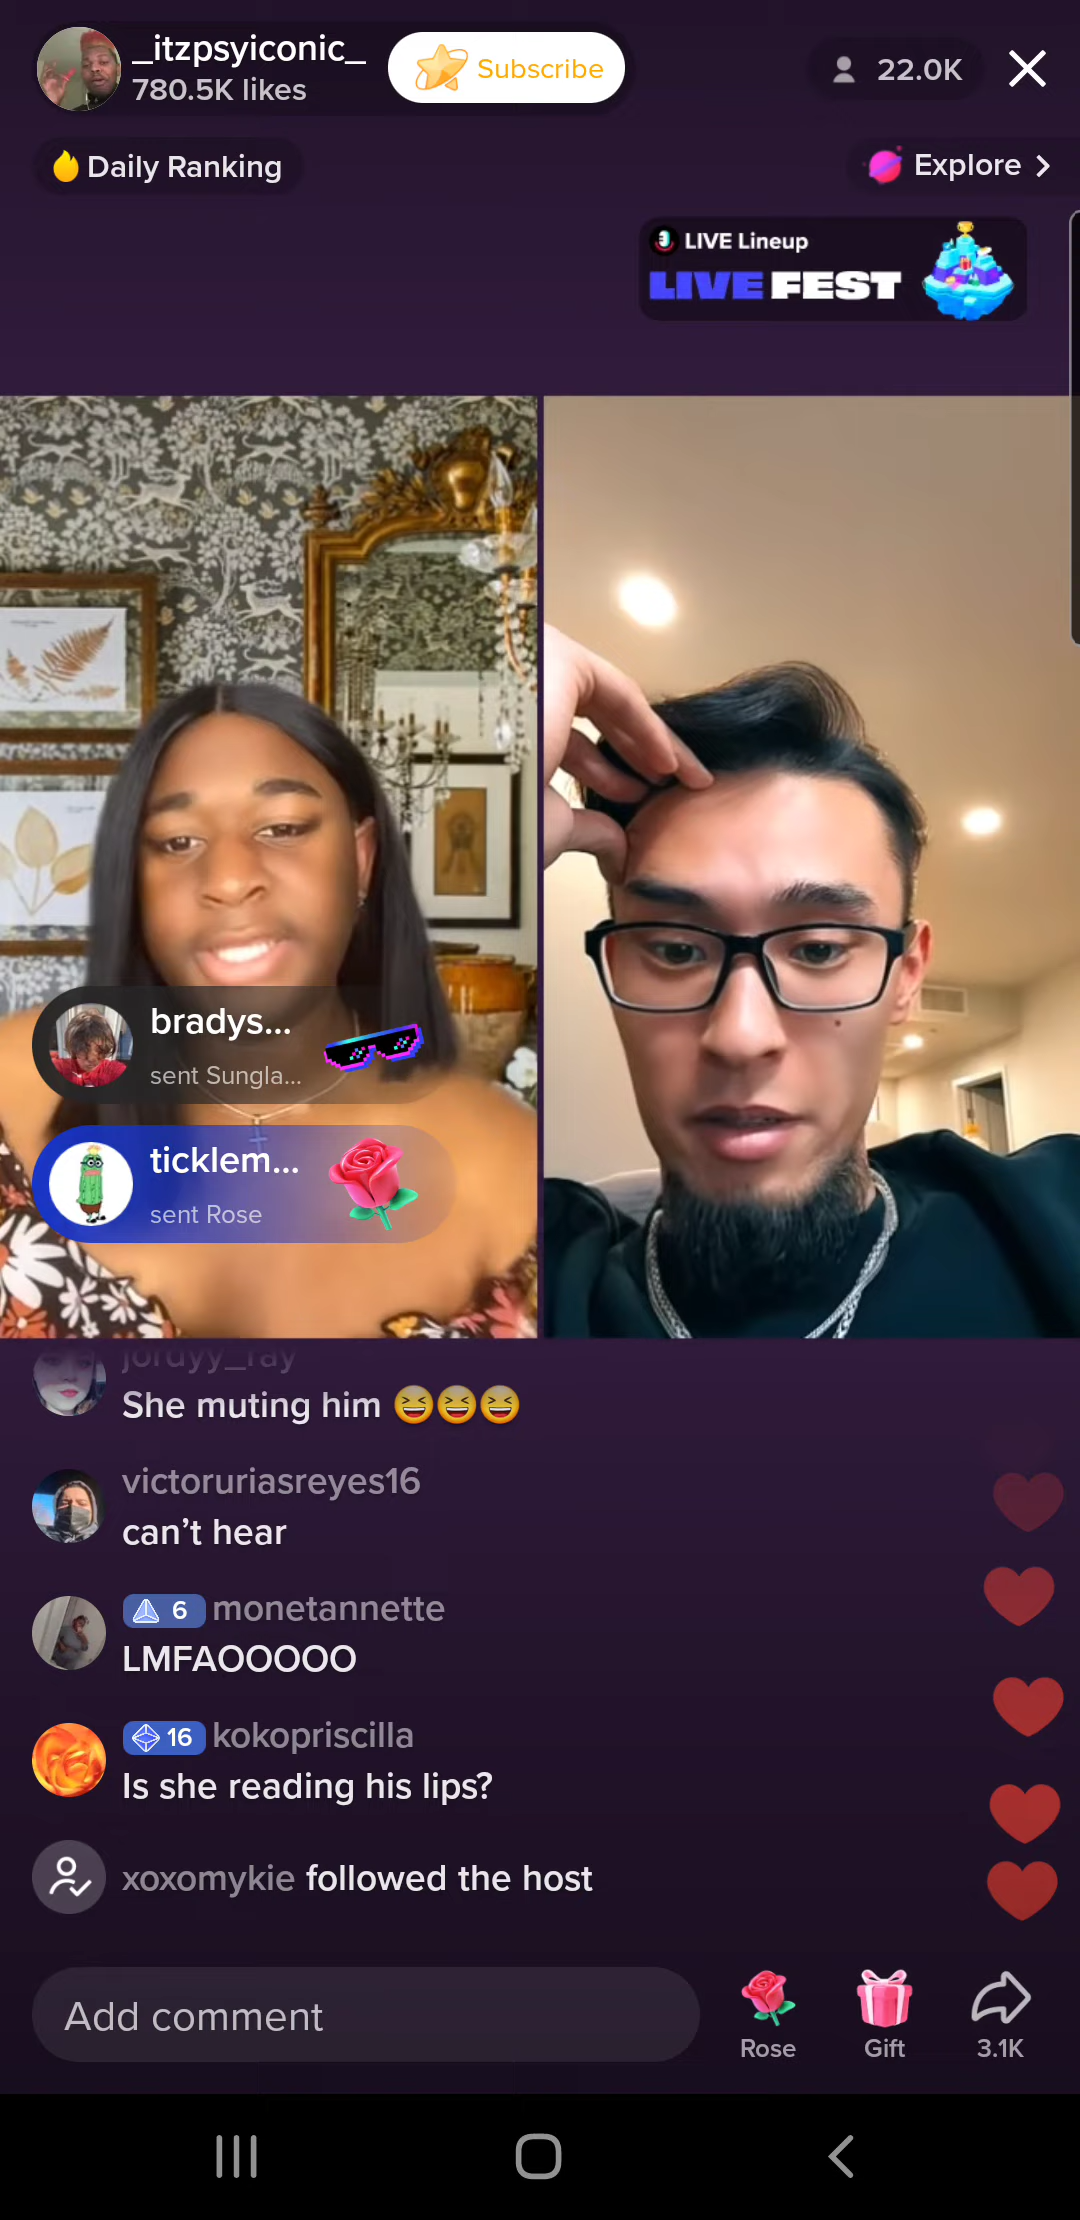 _itzpsyiconic_
780.5K likes
Subscribe
22.0K
Daily Ranking
Explore
LIVE Lineup
LIVE FEST
bradys...
sent Sungla...
ticklem...
sent Rose
jordyy_ray
She muting him 😆😆😆
victoruriasreyes16
can't hear
6 monetannette
LMFAOOOOO
16 kokopriscilla
Is she reading his lips?
xoxomykie followed the host
Add comment
Rose
Gift
3.1K